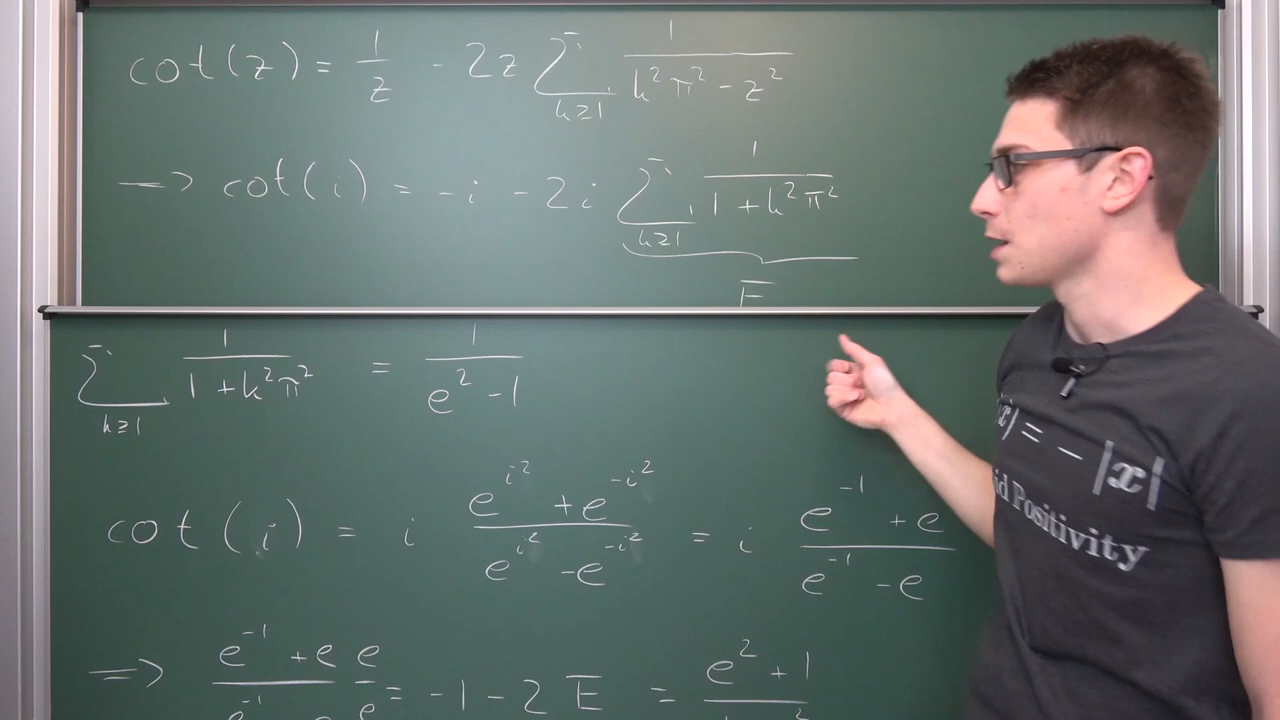 cot(z) = 1/z - 2z ∑_{k≥1} 1/(k²π² - z²)
→ cot(i) = -i - 2i ∑_{k≥1} 1/(1 + k²π²)
E
∑_{k≥1} 1/(1 + k²π²) = 1/(e² - 1)
cot(i) = i (e^{i²} + e^{-i²})/(e^{i²} - e^{-i²}) = i (e^{-1} + e)/(e^{-1} - e)
⇒ (e^{-1} + e)/(e^{-1} - e) e/e = -1 - 2E = (e² + 1)/
| = - |x|
id Positivity